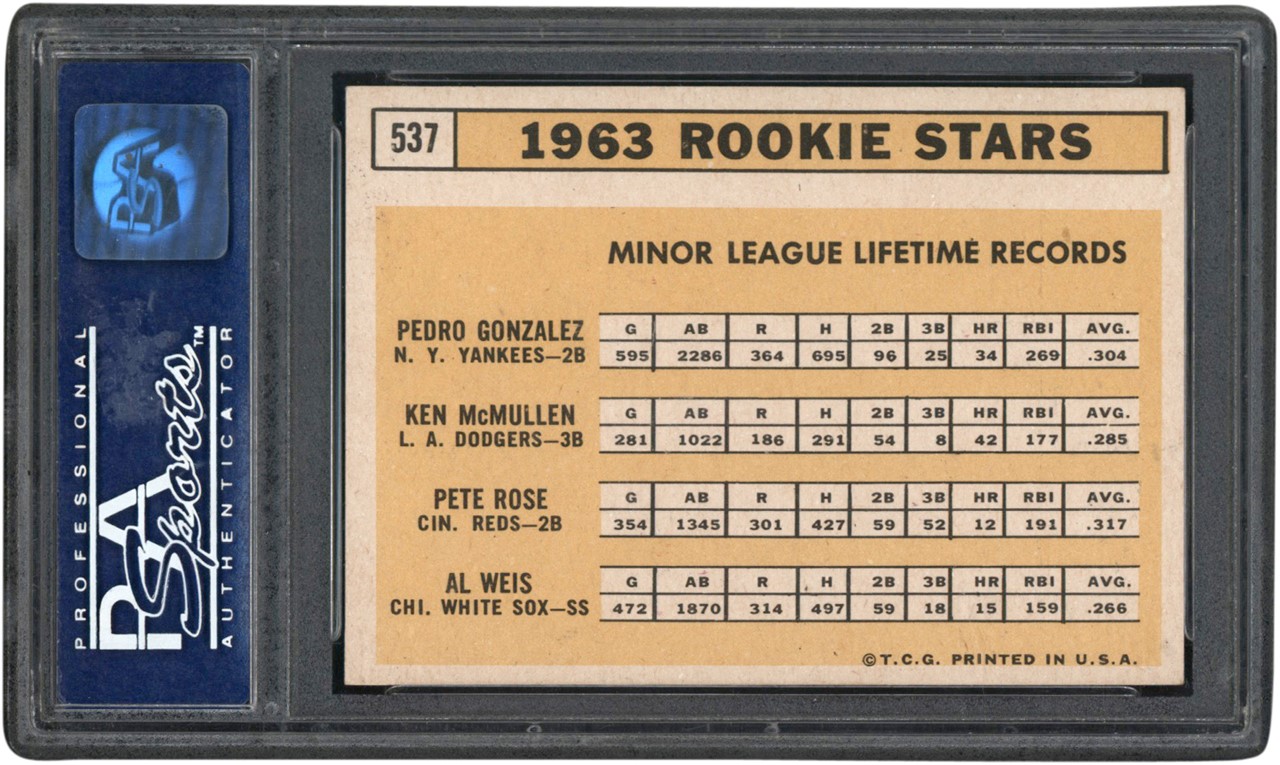 PSA
PROFESSIONAL
PSA Sports™
AUTHENTICATOR
537 1963 ROOKIE STARS
MINOR LEAGUE LIFETIME RECORDS
PEDRO GONZALEZ G AB R H 2B 3B HR RBI AVG.
N. Y. YANKEES—2B 595 2286 364 695 96 25 34 269 .304
KEN McMULLEN G AB R H 2B 3B HR RBI AVG.
L. A. DODGERS—3B 281 1022 186 291 54 8 42 177 .285
PETE ROSE G AB R H 2B 3B HR RBI AVG.
CIN. REDS—2B 354 1345 301 427 59 52 12 191 .317
AL WEIS G AB R H 2B 3B HR RBI AVG.
CHI. WHITE SOX—SS 472 1870 314 497 59 18 15 159 .266
©T.C.G. PRINTED IN U.S.A.